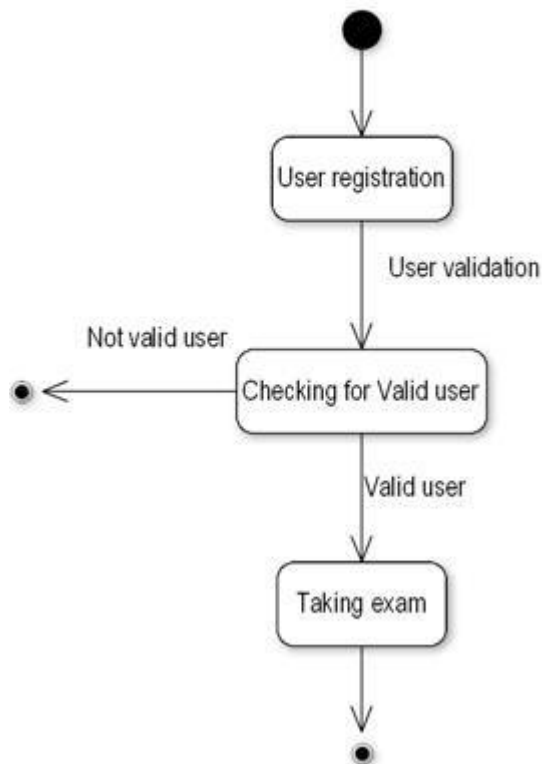 User registration
User validation
Not valid user
Checking for Valid user
Valid user
Taking exam